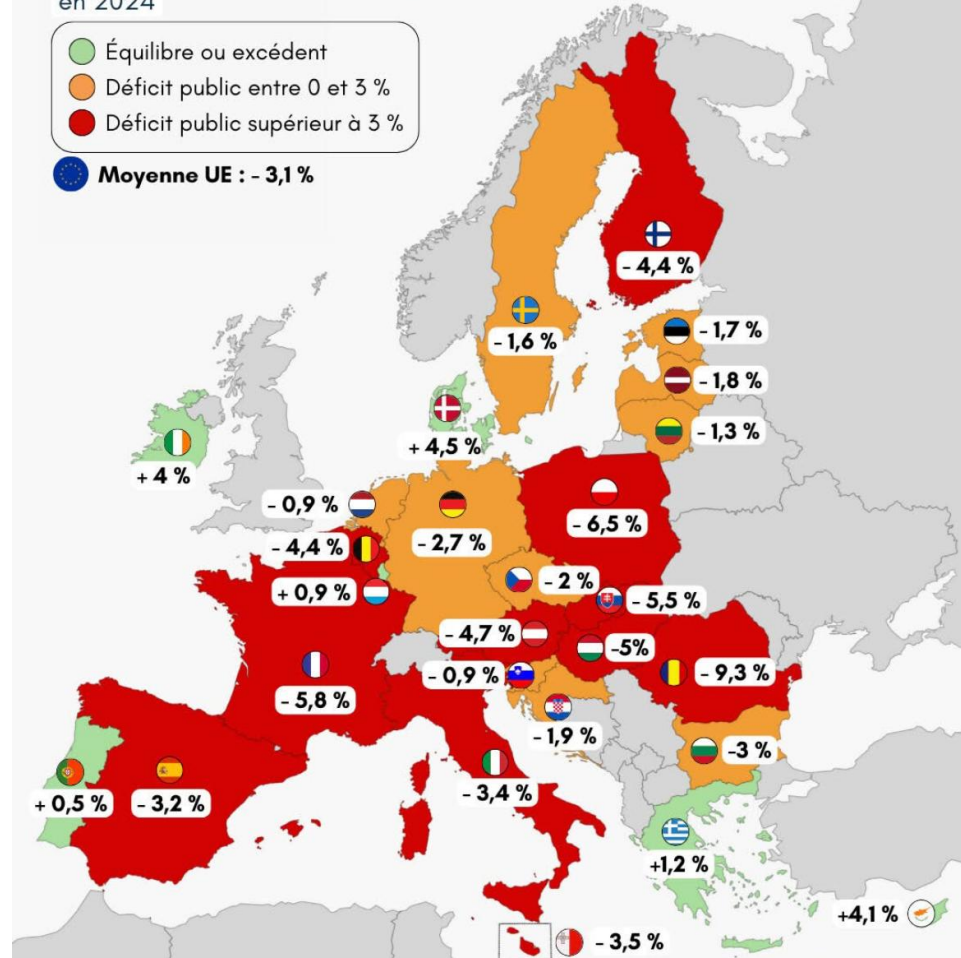 en 2024
Équilibre ou excédent
Déficit public entre 0 et 3 %
Déficit public supérieur à 3 %
Moyenne UE : - 3,1 %
- 4,4 %
- 1,6 %
- 1,7 %
- 1,8 %
- 1,3 %
+ 4,5 %
+ 4 %
- 0,9 %
- 2,7 %
- 6,5 %
- 4,4 %
+ 0,9 %
- 2 %
- 5,5 %
- 4,7 %
-5%
- 0,9 %
- 9,3 %
- 5,8 %
- 1,9 %
-3 %
+ 0,5 %
- 3,2 %
- 3,4 %
+1,2 %
+4,1 %
- 3,5 %